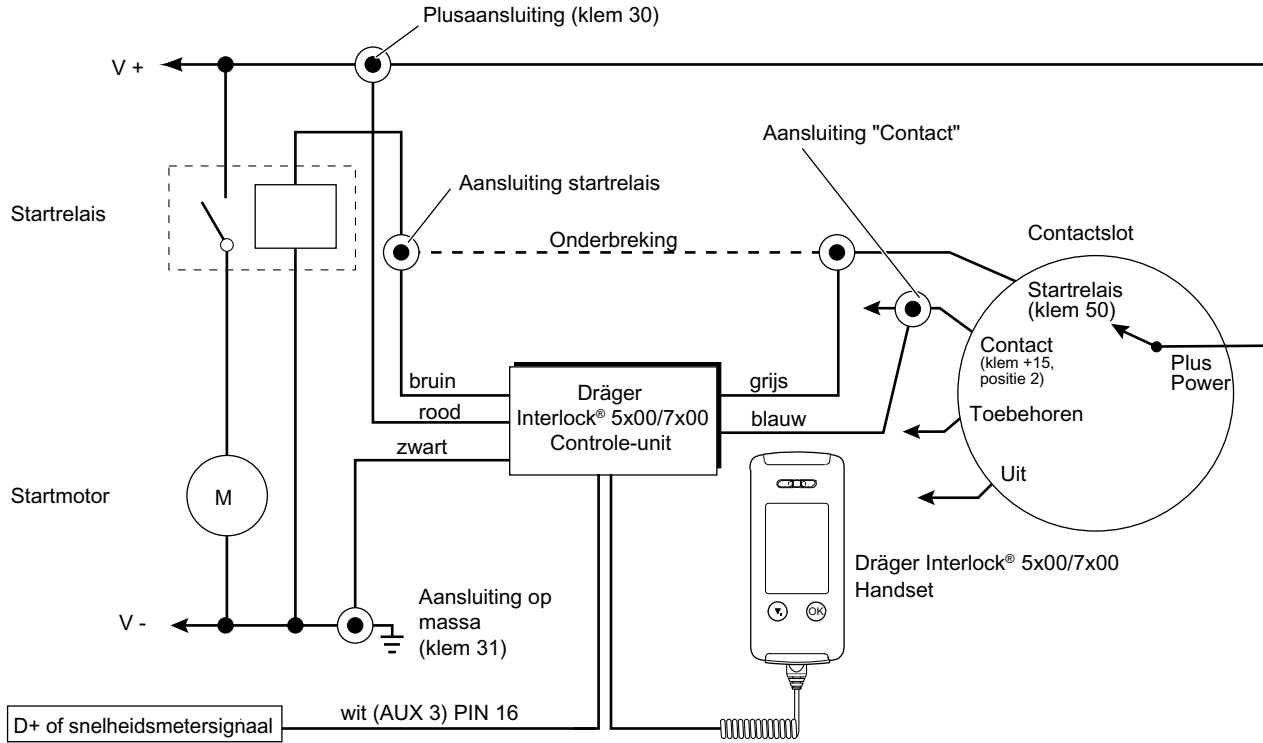 Plusaansluiting (klem 30)
V +
Aansluiting "Contact"
Aansluiting startrelais
Startrelais
Onderbreking
Contactslot
Startrelais
(klem 50)
Contact
(klem +15,
positie 2)
Plus
Power
bruin
grijs
Dräger
Interlock® 5x00/7x00
Controle-unit
rood
blauw
Toebehoren
zwart
Uit
Startmotor
M
Dräger Interlock® 5x00/7x00
Handset
OK
Aansluiting op
massa
(klem 31)
V -
wit (AUX 3) PIN 16
D+ of snelheidsmetersignaal